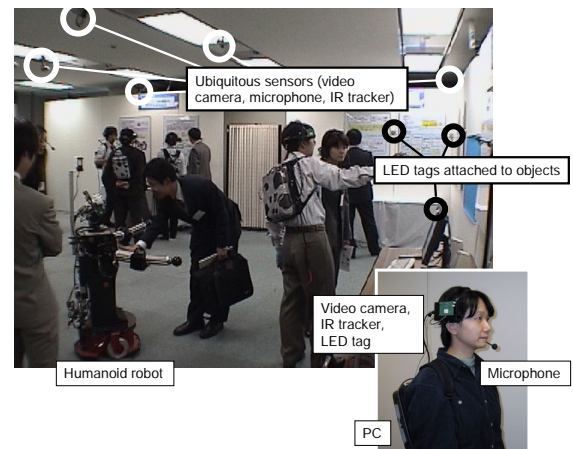 Ubiquitous sensors (video
camera, microphone, IR tracker)
LED tags attached to objects
Video camera,
IR tracker,
LED tag
Humanoid robot
Microphone
PC